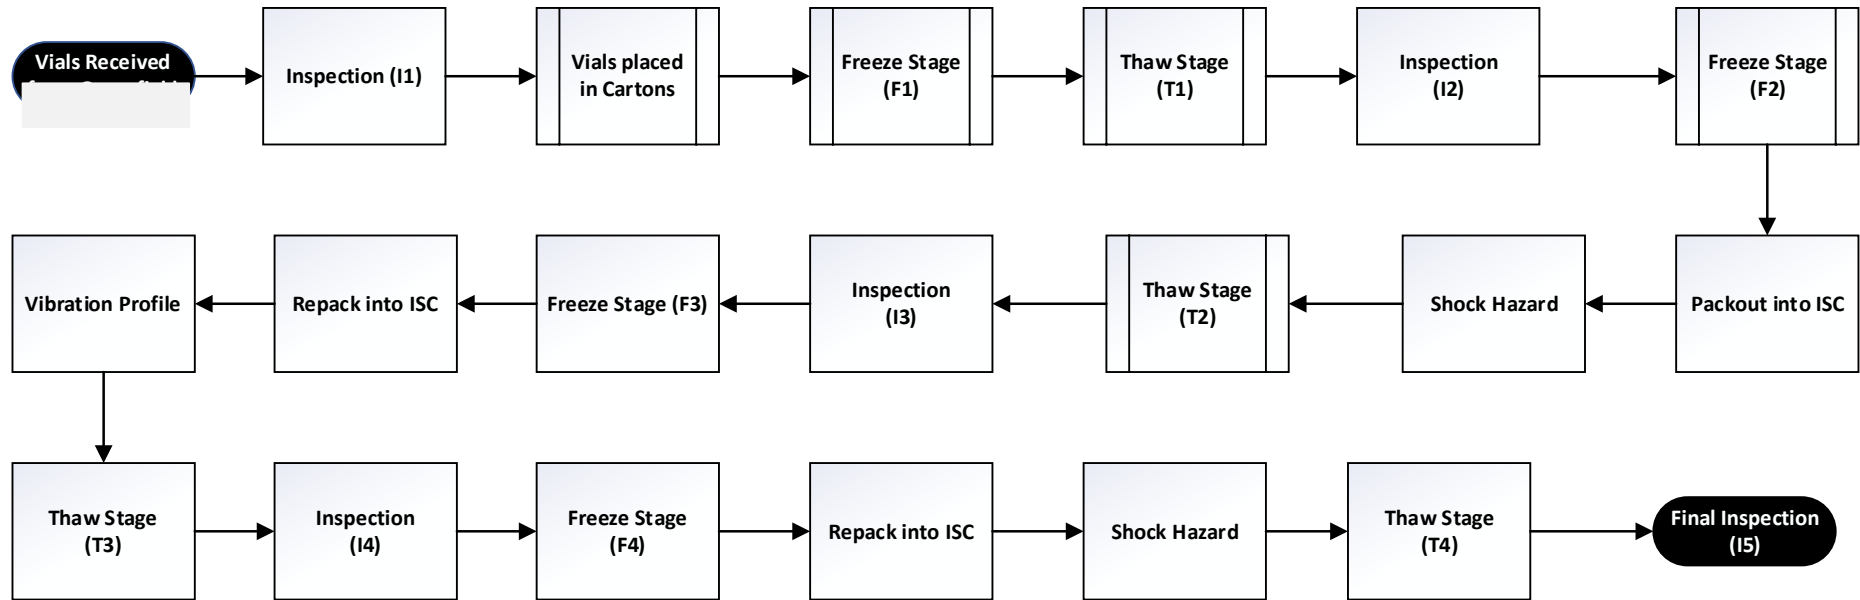 Vials Received
Inspection (I1)
Vials placed
in Cartons
Freeze Stage
(F1)
Thaw Stage
(T1)
Inspection
(I2)
Freeze Stage
(F2)
Packout into ISC
Shock Hazard
Thaw Stage
(T2)
Inspection
(I3)
Freeze Stage (F3)
Repack into ISC
Vibration Profile
Thaw Stage
(T3)
Inspection
(I4)
Freeze Stage
(F4)
Repack into ISC
Shock Hazard
Thaw Stage
(T4)
Final Inspection
(I5)